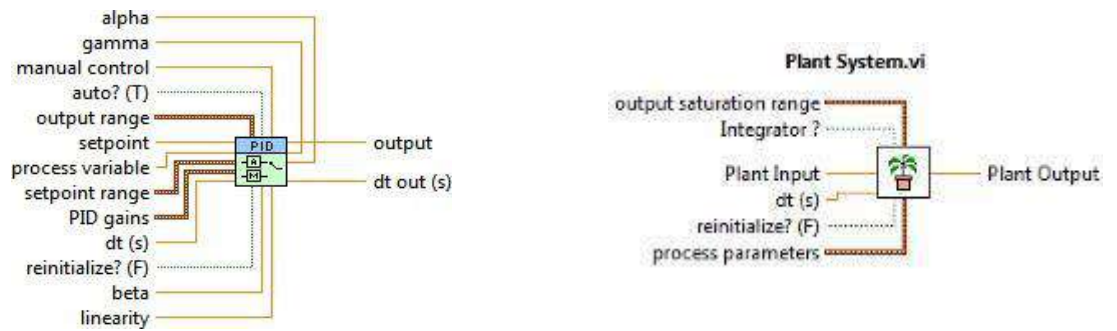 alpha
gamma
manual control
auto? (T)
output range
setpoint
process variable
setpoint range
PID gains
dt (s)
reinitialize? (F)
beta
linearity
PID
A
M
output
dt out (s)
Plant System.vi
output saturation range
Integrator ?
Plant Input
dt (s)
reinitialize? (F)
process parameters
Plant Output